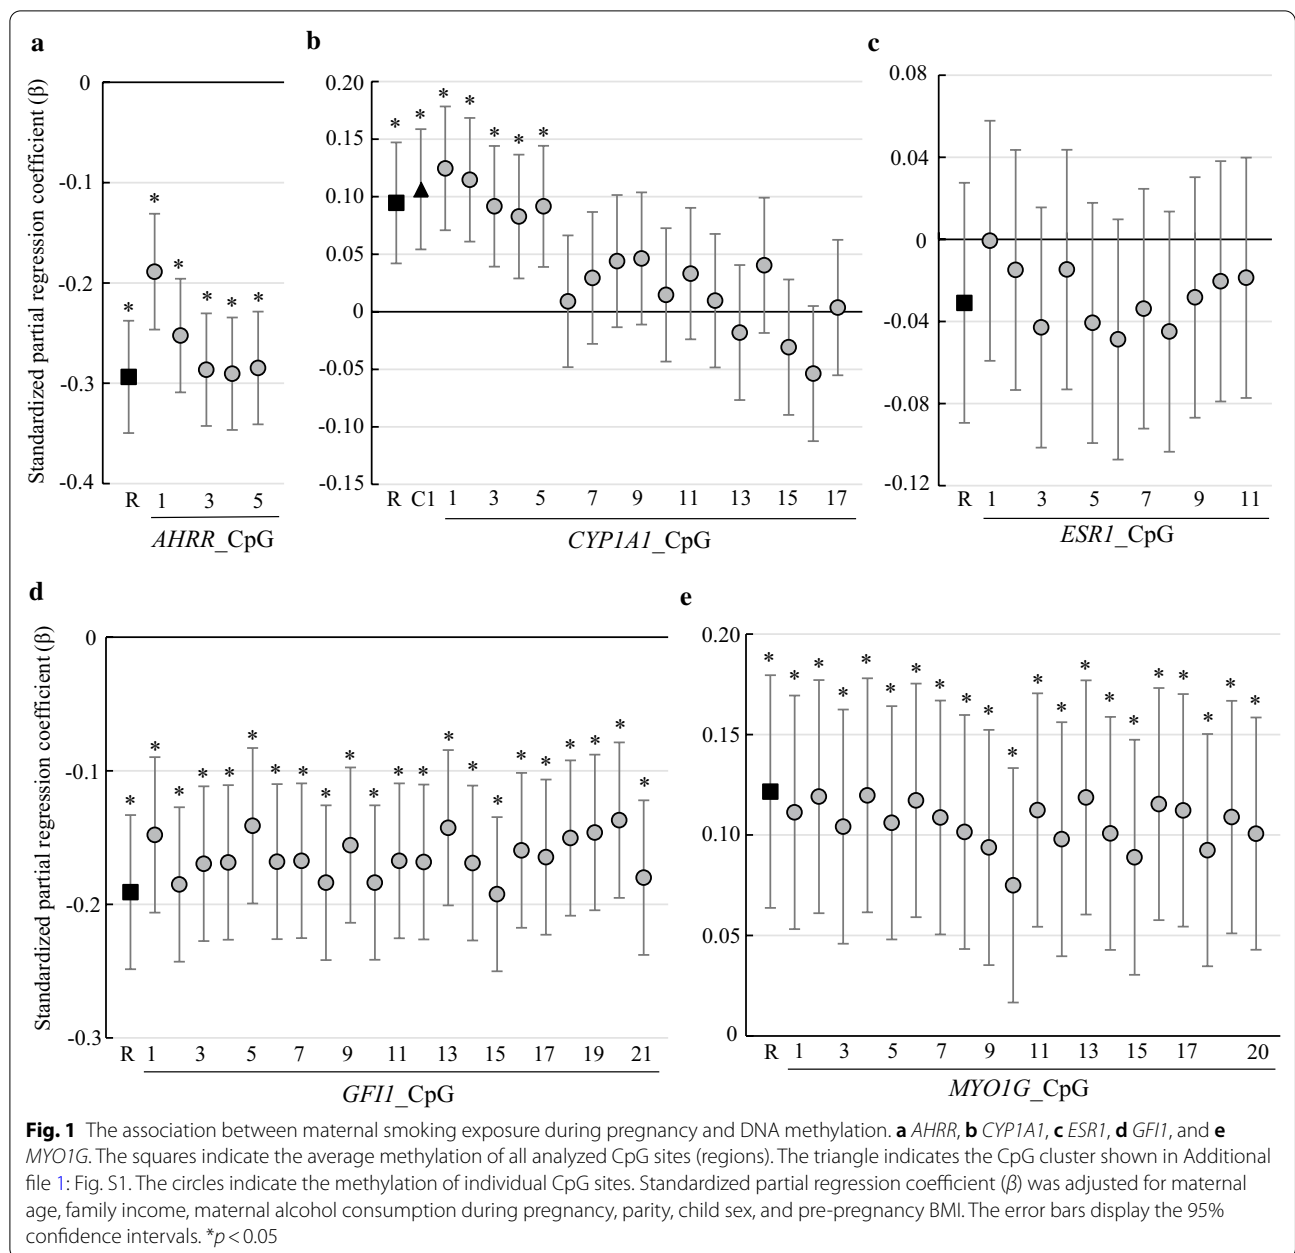 a
b
c
Standardized partial regression coefficient (β)
0
-0.1
-0.2
-0.3
-0.4
* * * * * *
R 1 3 5
AHRR_CpG
0.20
0.15
0.10
0.05
0
-0.05
-0.10
-0.15
* * * * * * *
R C1 1 3 5 7 9 11 13 15 17
CYP1A1_CpG
0.08
0.04
0
-0.04
-0.08
-0.12
R 1 3 5 7 9 11
ESR1_CpG
d
e
Standardized partial regression coefficient (β)
0
-0.1
-0.2
-0.3
* * * * * * * * * * * * * * * * * * * * * *
R 1 3 5 7 9 11 13 15 17 19 21
GFI1_CpG
0.20
0.15
0.10
0.05
0
* * * * * * * * * * * * * * * * * * * * *
R 1 3 5 7 9 11 13 15 17 20
MYO1G_CpG
Fig. 1 The association between maternal smoking exposure during pregnancy and DNA methylation. a AHRR, b CYP1A1, c ESR1, d GFI1, and e
MYO1G. The squares indicate the average methylation of all analyzed CpG sites (regions). The triangle indicates the CpG cluster shown in Additional
file 1: Fig. S1. The circles indicate the methylation of individual CpG sites. Standardized partial regression coefficient (β) was adjusted for maternal
age, family income, maternal alcohol consumption during pregnancy, parity, child sex, and pre-pregnancy BMI. The error bars display the 95%
confidence intervals. *p < 0.05